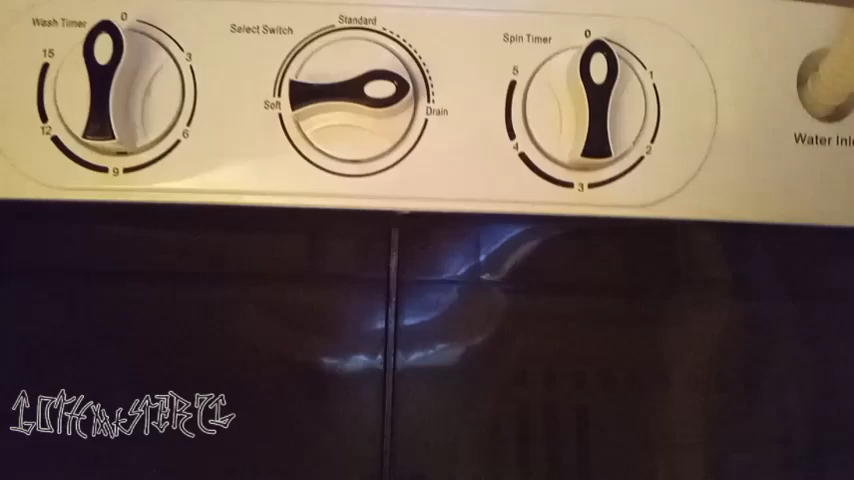 Wash Timer
0
3
6
9
12
15
Select Switch
Standard
Soft
Drain
Spin Timer
0
1
2
3
4
5
Water Inl